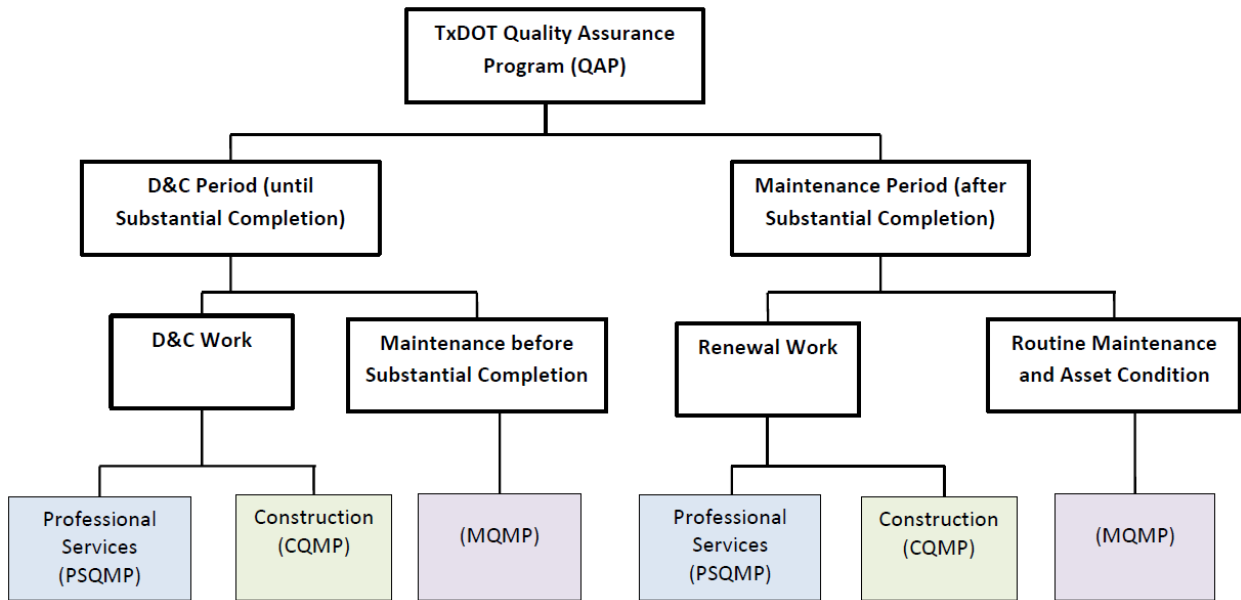 TxDOT Quality Assurance
Program (QAP)
D&C Period (until
Substantial Completion)
Maintenance Period (after
Substantial Completion)
D&C Work
Maintenance before
Substantial Completion
Renewal Work
Routine Maintenance
and Asset Condition
Professional
Services
(PSQMP)
Construction
(CQMP)
(MQMP)
Professional
Services
(PSQMP)
Construction
(CQMP)
(MQMP)